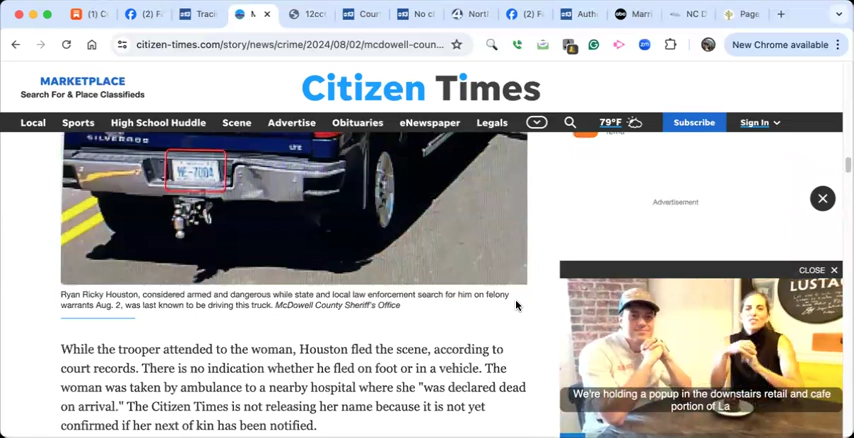 (1) C
(2) F
Traci
M
12cc
Cour
No cl
North
(2) F
Auth
Marri
NC D
Page
citizen-times.com/story/news/crime/2024/08/02/mcdowell-coun...
New Chrome available
MARKETPLACE
Search For & Place Classifieds
Citizen Times
Local Sports High School Huddle Scene Advertise Obituaries eNewspaper Legals 79°F Subscribe Sign In
SILVERADO LTZ
Advertisement
CLOSE
Ryan Ricky Houston, considered armed and dangerous while state and local law enforcement search for him on felony
warrants Aug. 2, was last known to be driving this truck. McDowell County Sheriff's Office
While the trooper attended to the woman, Houston fled the scene, according to
court records. There is no indication whether he fled on foot or in a vehicle. The
woman was taken by ambulance to a nearby hospital where she "was declared dead
on arrival." The Citizen Times is not releasing her name because it is not yet
confirmed if her next of kin has been notified.
We're holding a popup in the downstairs retail and cafe
portion of La